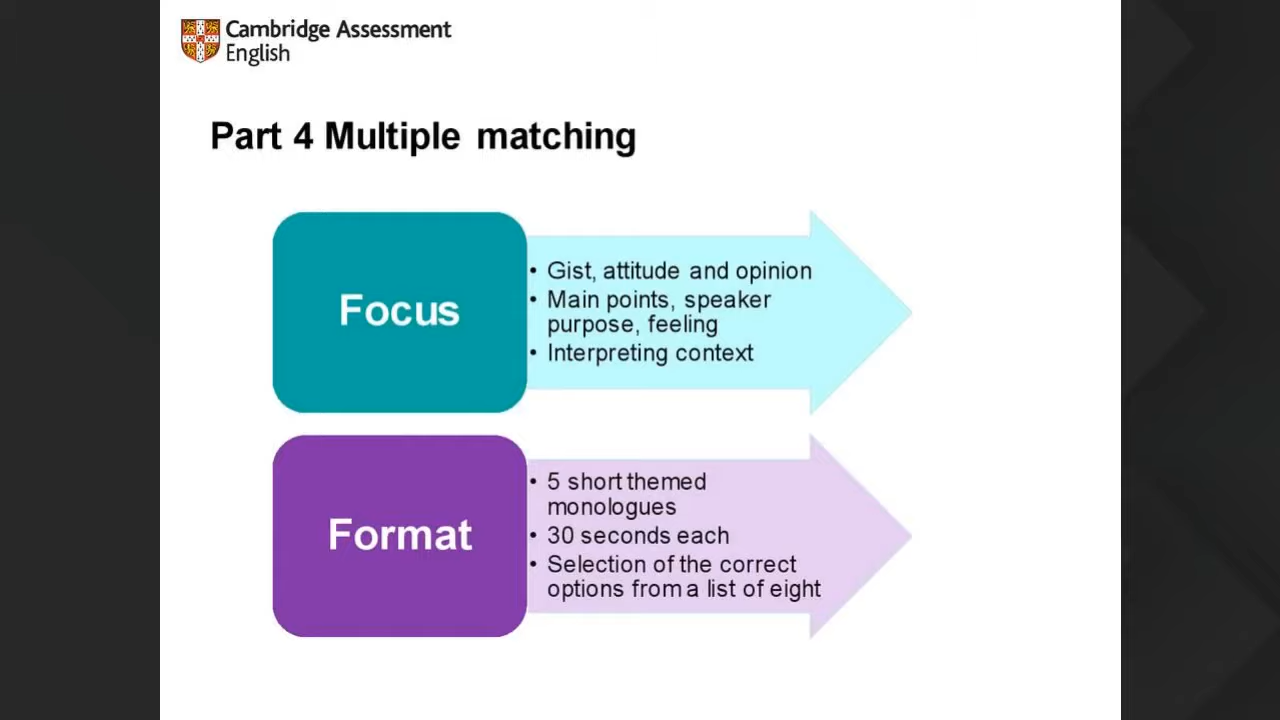 Cambridge Assessment
English
Part 4 Multiple matching
Focus
• Gist, attitude and opinion
• Main points, speaker
purpose, feeling
• Interpreting context
Format
• 5 short themed
monologues
• 30 seconds each
• Selection of the correct
options from a list of eight